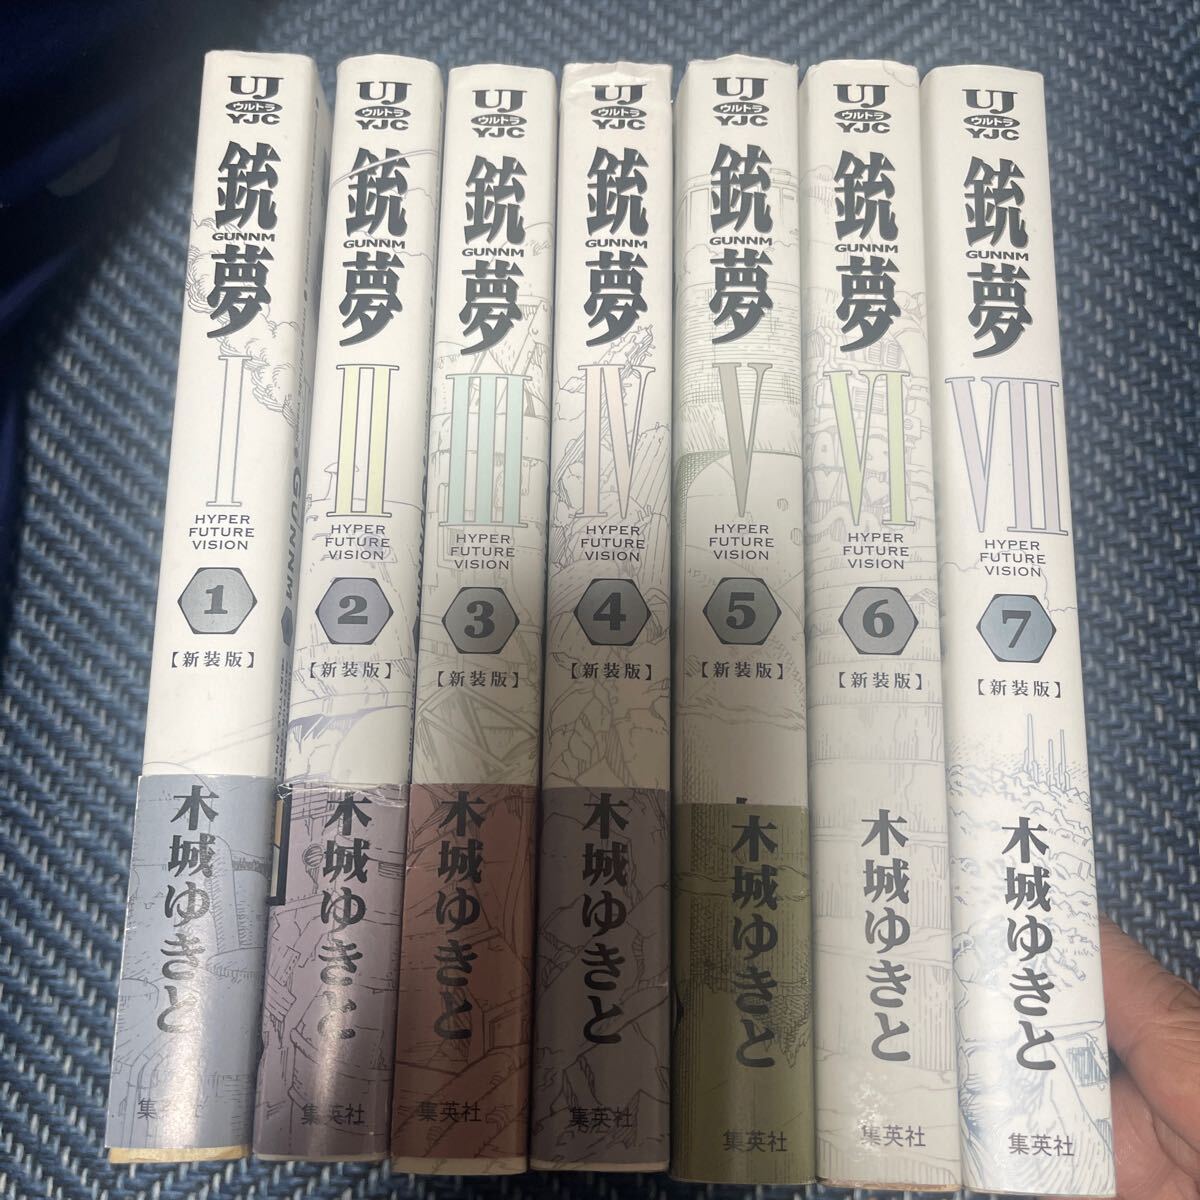 UJ
ウルトラ
YJC
銃夢
GUNNM
I
HYPER
FUTURE
VISION
1
【新装版】
木城ゆきと
集英社
GUNNM
UJ
ウルトラ
YJC
銃夢
GUNNM
II
HYPER
FUTURE
VISION
2
【新装版】
木城ゆきと
集英社
UJ
ウルトラ
YJC
銃夢
GUNNM
III
HYPER
FUTURE
VISION
3
【新装版】
木城ゆきと
集英社
UJ
ウルトラ
YJC
銃夢
GUNNM
IV
HYPER
FUTURE
VISION
4
【新装版】
木城ゆきと
集英社
UJ
ウルトラ
YJC
銃夢
GUNNM
V
HYPER
FUTURE
VISION
5
【新装版】
木城ゆきと
集英社
UJ
ウルトラ
YJC
銃夢
GUNNM
VI
HYPER
FUTURE
VISION
6
【新装版】
木城ゆきと
集英社
UJ
ウルトラ
YJC
銃夢
GUNNM
VII
HYPER
FUTURE
VISION
7
【新装版】
木城ゆきと
集英社